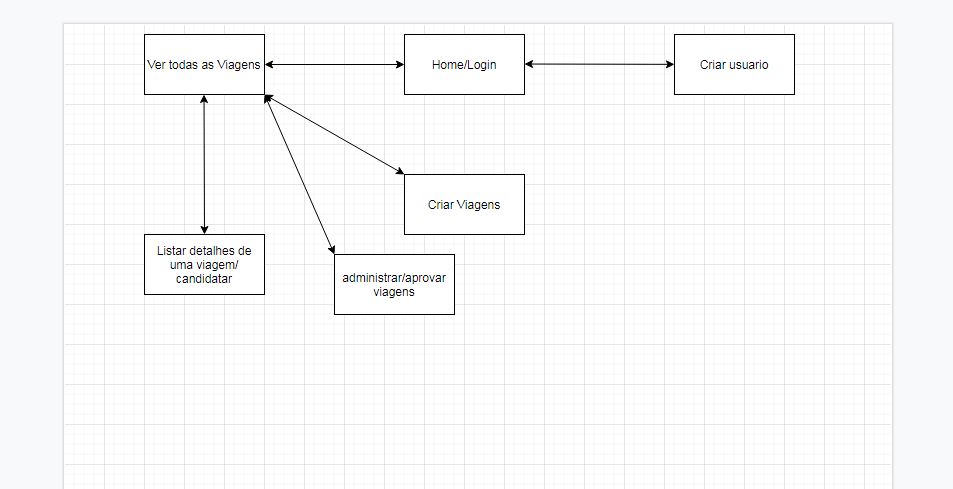 Ver todas as Viagens
Home/Login
Criar usuario
Criar Viagens
Listar detalhes de
uma viagem/
candidatar
administrar/aprovar
viagens